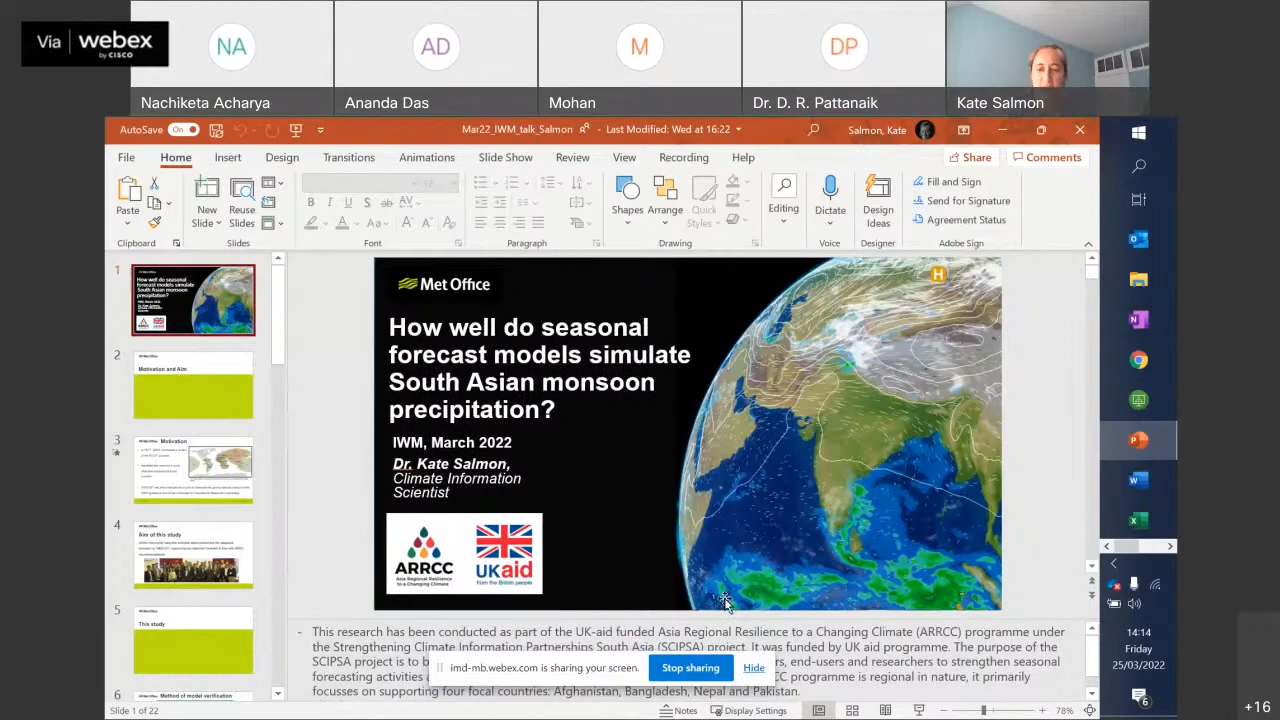 Via webex
by CISCO
NA
AD
M
DP
Nachiketa Acharya
Ananda Das
Mohan
Dr. D. R. Pattanaik
Kate Salmon
AutoSave On
Mar22_IWM_talk_Salmon - Last Modified: Wed at 16:22
Salmon, Kate
File Home Insert Design Transitions Animations Slide Show Review View Recording Help
Share Comments
Paste
New Slide
Reuse Slides
Shapes
Arrange
Quick Styles
Editing
Dictate
Design Ideas
Fill and Sign
Send for Signature
Agreement Status
Clipboard
Slides
Font
Paragraph
Drawing
Voice
Designer
Adobe Sign
1
2
Motivation and Aim
3
Motivation
4
Aim of this study
5
This study
6
Method of model verification
Met Office
H
How well do seasonal
forecast models simulate
South Asian monsoon
precipitation?
IWM, March 2022
Dr. Kate Salmon,
Climate Information
Scientist
ARRCC
Asia Regional Resilience
to a Changing Climate
UKaid
from the British people
- This research has been conducted as part of the UK-aid funded Asia Regional Resilience to a Changing Climate (ARRCC) programme under
the Strengthening Climate Information Partnerships South Asia (SCIPSA) project. It was funded by UK aid programme. The purpose of the
SCIPSA project is to b rs, end-users and researchers to strengthen seasonal
forecasting activities CC programme is regional in nature, it primarily
focusses on supporting four focal countries: Afghanistan, Bangladesh, Nepal and Pakistan.
imd-mb.webex.com is sharing your screen.
Stop sharing
Hide
Slide 1 of 22
Notes
Display Settings
78%
14:14
Friday
25/03/2022
6
+16